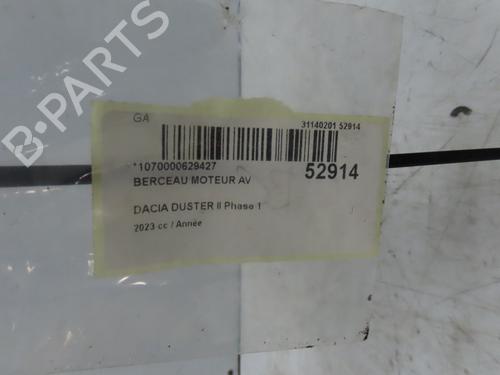 GA
31140201 52914
*1070000629427
52914
BERCEAU MOTEUR AV
DACIA DUSTER II Phase 1
2023 cc / Année
B-PARTS